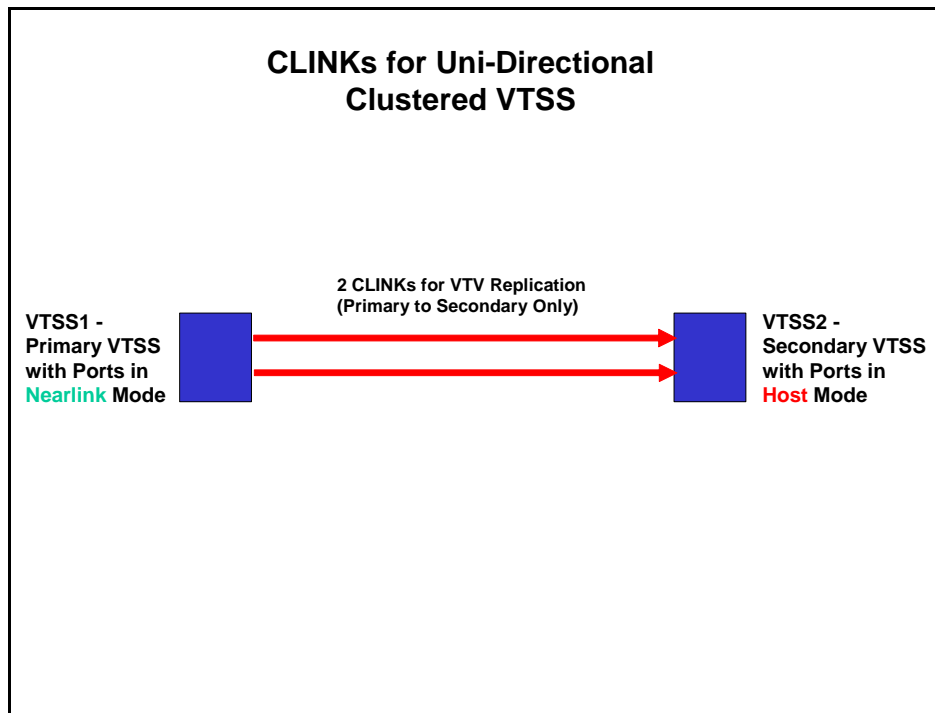 CLINKs for Uni-Directional
Clustered VTSS
2 CLINKs for VTV Replication
(Primary to Secondary Only)
VTSS1 -
Primary VTSS
with Ports in
Nearlink Mode
VTSS2 -
Secondary VTSS
with Ports in
Host Mode